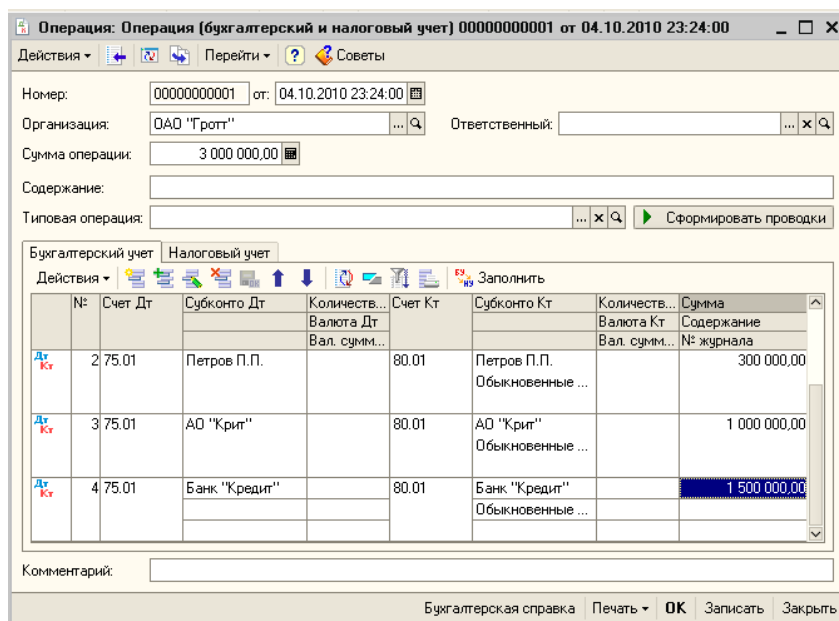 Операция: Операция (бухгалтерский и налоговый учет) 00000000001 от 04.10.2010 23:24:00
Действия Перейти ? Советы
Номер: 00000000001 от: 04.10.2010 23:24:00
Организация: ОАО "Гротт" ... Ответственный: ... x
Сумма операции: 3 000 000,00
Содержание:
Типовая операция: ... x Сформировать проводки
Бухгалтерский учет Налоговый учет
Действия Заполнить
№ Счет Дт Субконто Дт Количеств... Счет Кт Субконто Кт Количеств... Сумма
Валюта Дт Валюта Кт Содержание
Вал. сумм... Вал. сумм... № журнала
Дт Кт 2 75.01 Петров П.П. 80.01 Петров П.П. 300 000,00
Обыкновенные ...
Дт Кт 3 75.01 АО "Крит" 80.01 АО "Крит" 1 000 000,00
Обыкновенные ...
Дт Кт 4 75.01 Банк "Кредит" 80.01 Банк "Кредит" 1 500 000,00
Обыкновенные ...
Комментарий:
Бухгалтерская справка Печать OK Записать Закрыть